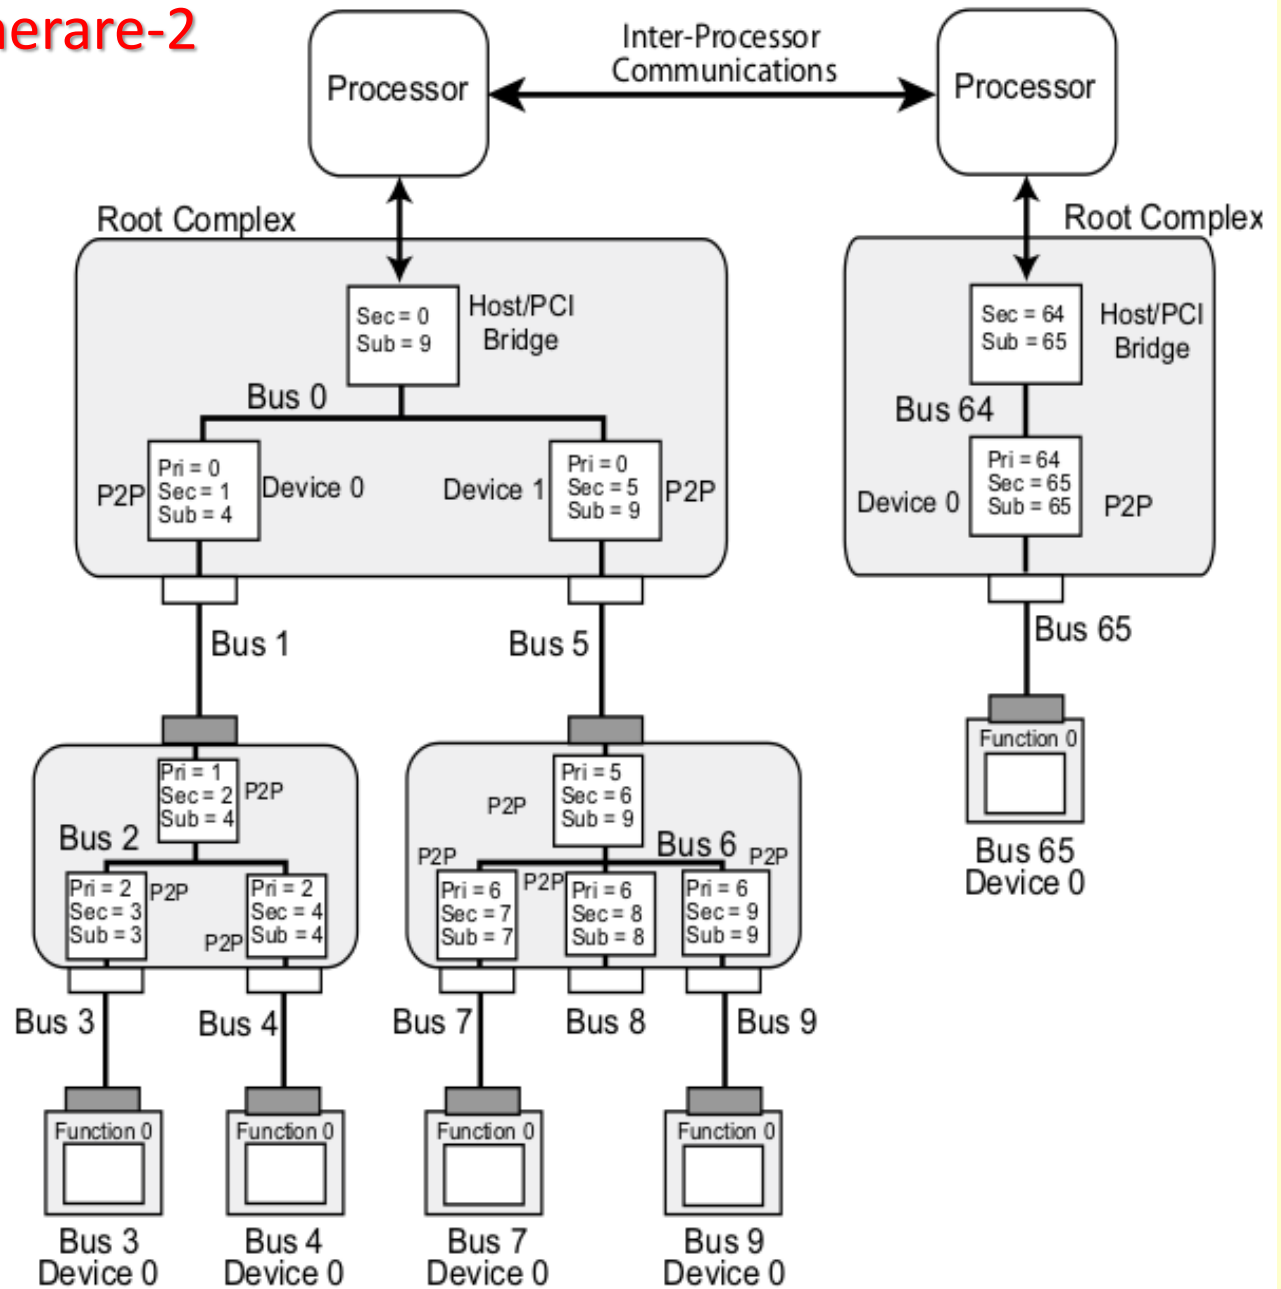 nerare-2
Inter-Processor
Communications
Processor
Processor
Root Complex
Root Complex
Sec = 0
Sub = 9
Host/PCI
Bridge
Sec = 64
Sub = 65
Host/PCI
Bridge
Bus 0
Bus 64
P2P
Pri = 0
Sec = 1
Sub = 4
Device 0
Device 1
Pri = 0
Sec = 5
Sub = 9
P2P
Device 0
Pri = 64
Sec = 65
Sub = 65
P2P
Bus 1
Bus 5
Bus 65
Pri = 1
Sec = 2
Sub = 4
P2P
P2P
Pri = 5
Sec = 6
Sub = 9
Function 0
Bus 65
Device 0
Bus 2
Bus 6
Pri = 2
Sec = 3
Sub = 3
P2P
P2P
Pri = 2
Sec = 4
Sub = 4
P2P
Pri = 6
Sec = 7
Sub = 7
P2P
Pri = 6
Sec = 8
Sub = 8
P2P
Pri = 6
Sec = 9
Sub = 9
Bus 3
Bus 4
Bus 7
Bus 8
Bus 9
Function 0
Function 0
Function 0
Function 0
Bus 3
Device 0
Bus 4
Device 0
Bus 7
Device 0
Bus 9
Device 0